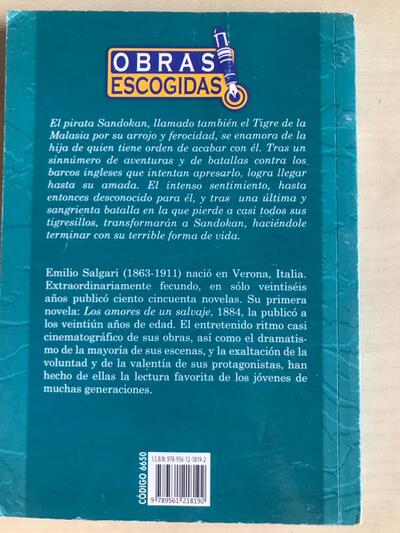 OBRAS
ESCOGIDAS
El pirata Sandokan, llamado también el Tigre de la
Malasia por su arrojo y ferocidad, se enamora de la
hija de quien tiene orden de acabar con él. Tras un
sinnúmero de aventuras y de batallas contra los
barcos ingleses que intentan apresarlo, logra llegar
hasta su amada. El intenso sentimiento, hasta
entonces desconocido para él, y tras una última y
sangrienta batalla en la que pierde a casi todos sus
tigresillos, transformarán a Sandokan, haciéndole
terminar con su terrible forma de vida.
Emilio Salgari (1863-1911) nació en Verona, Italia.
Extraordinariamente fecundo, en sólo veintiséis
años publicó ciento cincuenta novelas. Su primera
novela: Los amores de un salvaje, 1884, la publicó a
los veintiún años de edad. El entretenido ritmo casi
cinematográfico de sus obras, así como el dramatis-
mo de la mayoría de sus escenas, y la exaltación de la
voluntad y de la valentía de sus protagonistas, han
hecho de ellas la lectura favorita de los jóvenes de
muchas generaciones.
CÓDIGO 6650
I.S.B.N: 978-956-12-1819-2
9 789561 218192